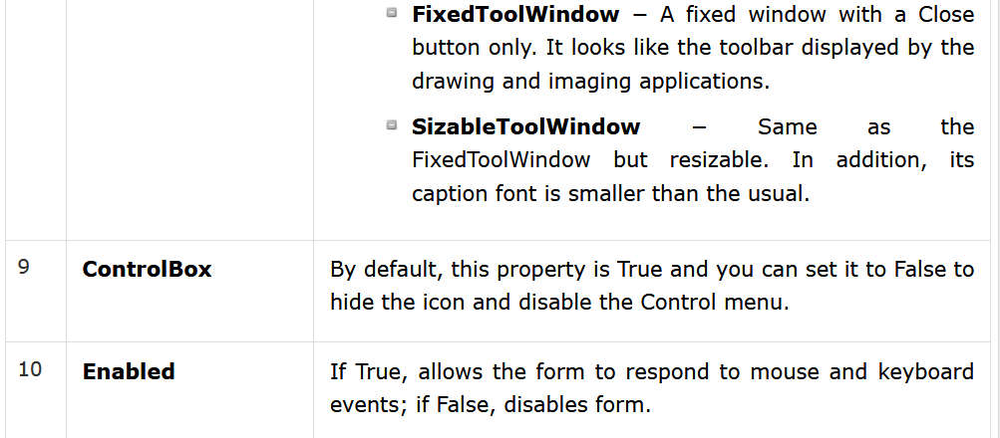 FixedToolWindow − A fixed window with a Close
button only. It looks like the toolbar displayed by the
drawing and imaging applications.
SizableToolWindow − Same as the
FixedToolWindow but resizable. In addition, its
caption font is smaller than the usual.
9 ControlBox By default, this property is True and you can set it to False to
hide the icon and disable the Control menu.
10 Enabled If True, allows the form to respond to mouse and keyboard
events; if False, disables form.